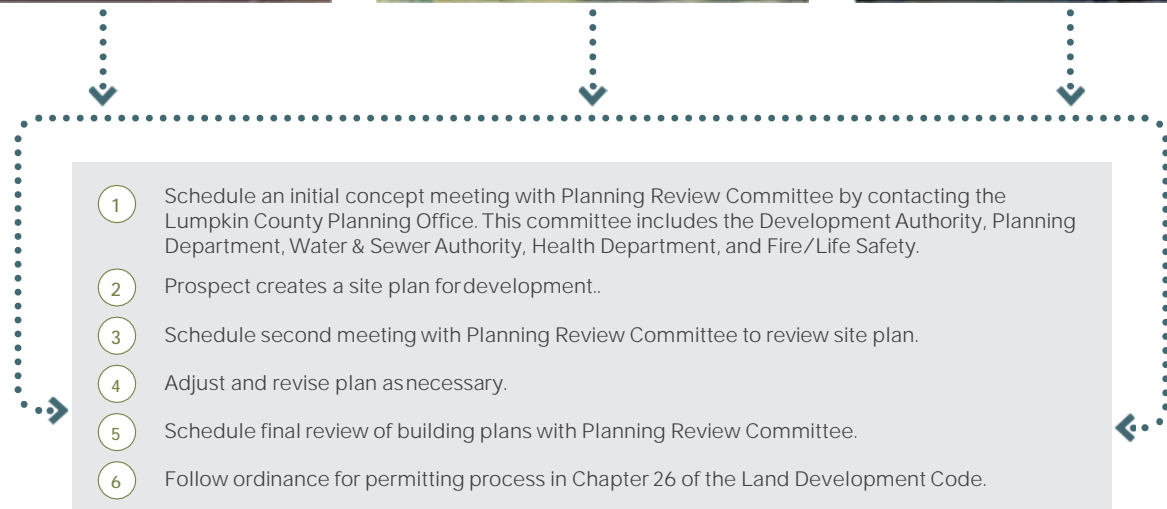 1 Schedule an initial concept meeting with Planning Review Committee by contacting the
Lumpkin County Planning Office. This committee includes the Development Authority, Planning
Department, Water & Sewer Authority, Health Department, and Fire/Life Safety.
2 Prospect creates a site plan fordevelopment..
3 Schedule second meeting with Planning Review Committee to review site plan.
4 Adjust and revise plan asnecessary.
5 Schedule final review of building plans with Planning Review Committee.
6 Follow ordinance for permitting process in Chapter 26 of the Land Development Code.